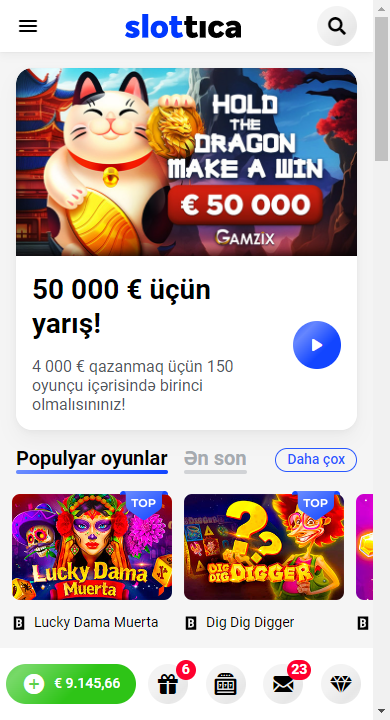 slottica
HOLD
THE
DRAGON
MAKE A WIN
€ 50 000
GAMZIX
50 000 € üçün
yarış!
4 000 € qazanmaq üçün 150
oyunçu içərisində birinci
olmalısınınız!
Populyar oyunlar
Ən son
Daha çox
TOP
TOP
Lucky Dama
Muerta
DIG DIG
DIGGER
Lucky Dama Muerta
Dig Dig Digger
€ 9.145,66
6
23